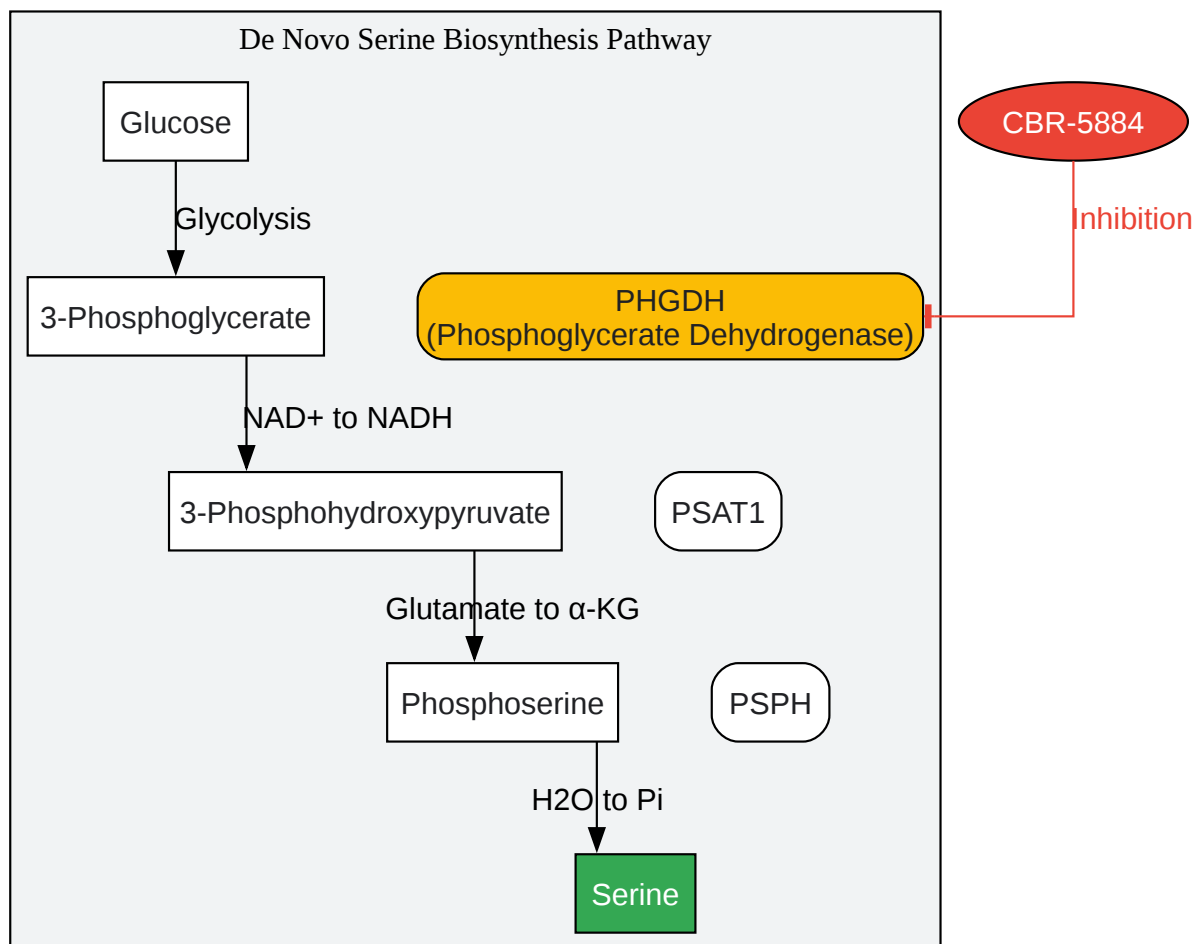 De Novo Serine Biosynthesis Pathway
Glucose
CBR-5884
Glycolysis
Inhibition
3-Phosphoglycerate
PHGDH
(Phosphoglycerate Dehydrogenase)
NAD+ to NADH
3-Phosphohydroxypyruvate
PSAT1
Glutamate to α-KG
Phosphoserine
PSPH
H2O to Pi
Serine